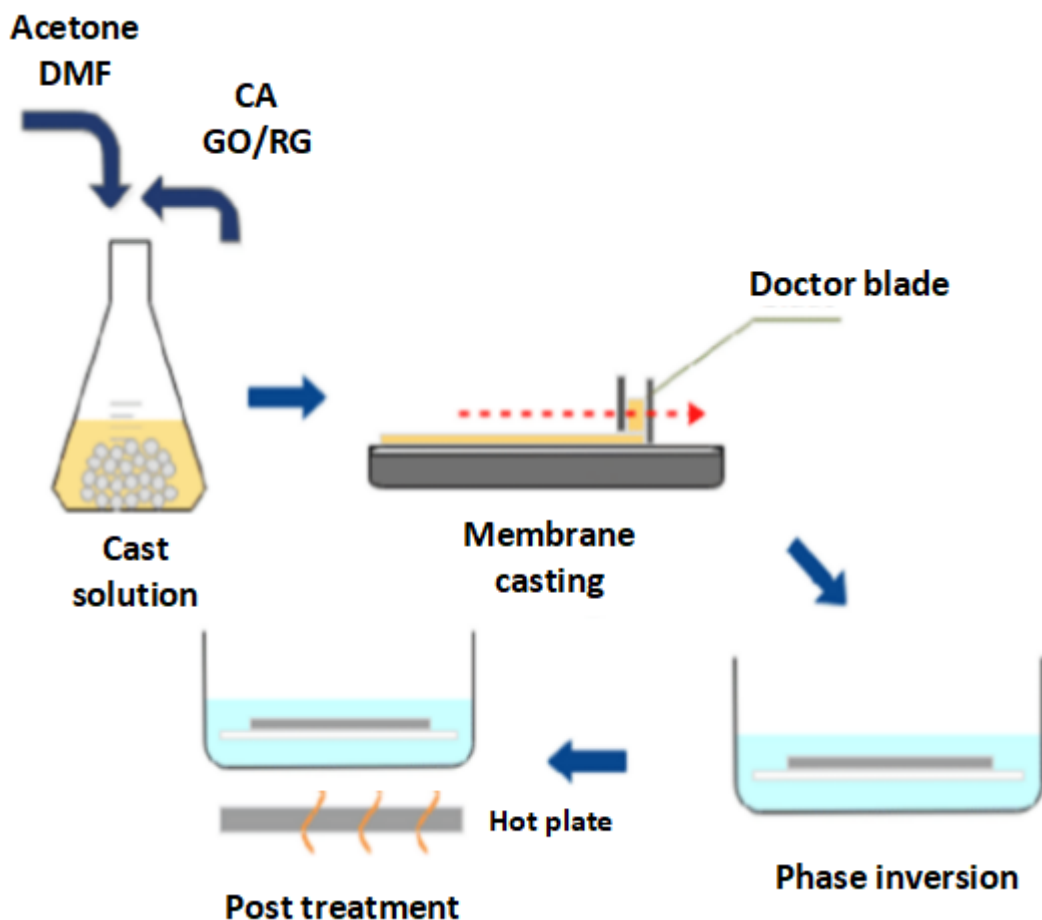 Acetone
DMF
CA
GO/RG
Doctor blade
Cast
solution
Membrane
casting
Hot plate
Phase inversion
Post treatment